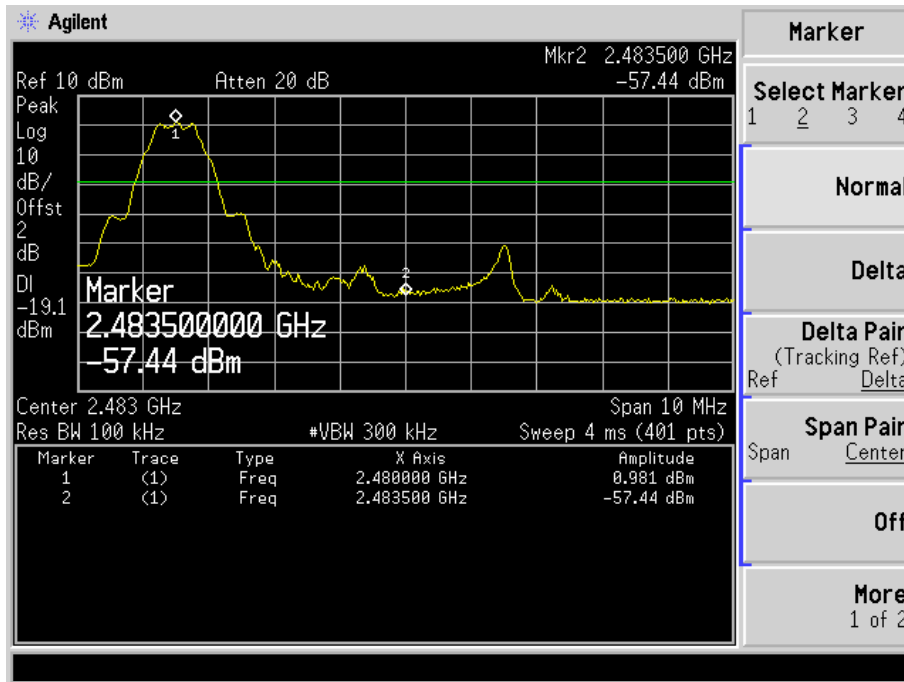 Agilent
Mkr2 2.483500 GHz
Ref 10 dBm Atten 20 dB -57.44 dBm
Peak
Log
10
dB/
Offst
2
dB
DI
-19.1
dBm
1
2
Marker
2.483500000 GHz
-57.44 dBm
Center 2.483 GHz Span 10 MHz
Res BW 100 kHz #VBW 300 kHz Sweep 4 ms (401 pts)
Marker Trace Type X Axis Amplitude
1 (1) Freq 2.480000 GHz 0.981 dBm
2 (1) Freq 2.483500 GHz -57.44 dBm
Marker
Select Marker
1 2 3 4
Normal
Delta
Delta Pair
(Tracking Ref)
Ref Delta
Span Pair
Span Center
Off
More
1 of 2